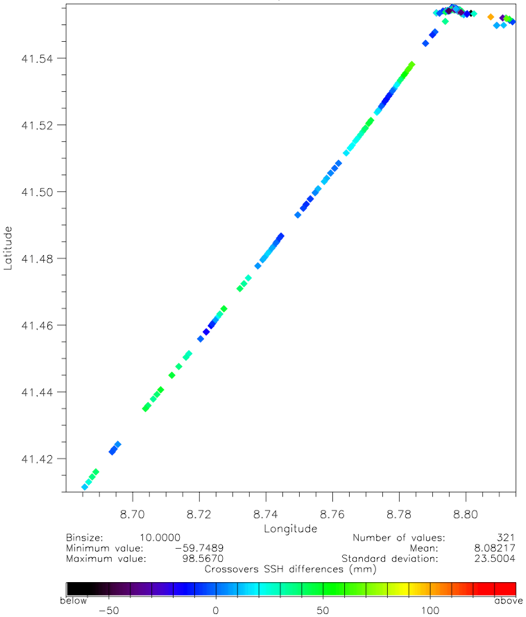 41.54
41.52
41.50
Latitude
41.48
41.46
41.44
41.42
8.70 8.72 8.74 8.76 8.78 8.80
Longitude
Binsize: 10.0000 Number of values: 321
Minimum value: −59.7489 Mean: 8.08217
Maximum value: 98.5670 Standard deviation: 23.5004
Crossovers SSH differences (mm)
below above
−50 0 50 100